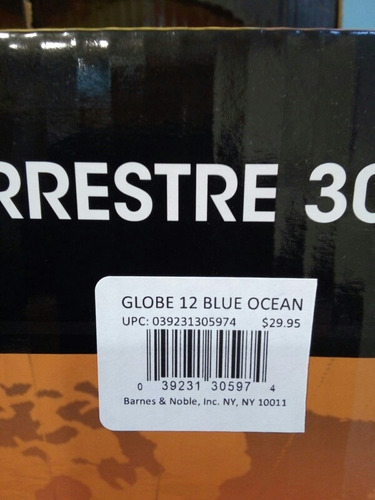 RRESTRE 30
GLOBE 12 BLUE OCEAN
UPC: 039231305974 $29.95
0 39231 30597 4
Barnes & Noble, Inc. NY, NY 10011